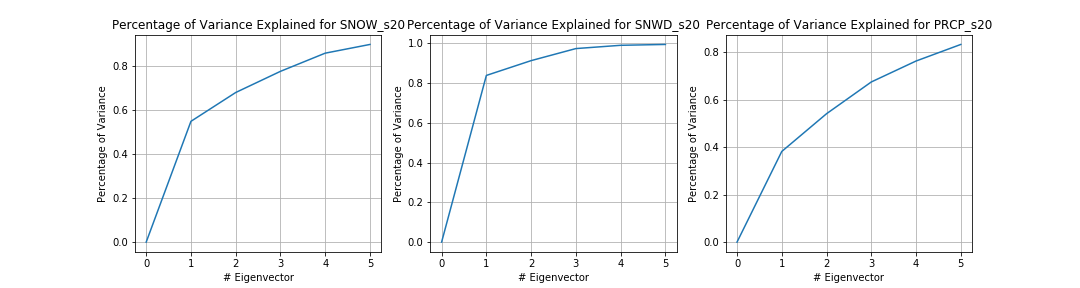 Percentage of Variance Explained for SNOW_s20
Percentage of Variance
0.8
0.6
0.4
0.2
0.0
0 1 2 3 4 5
# Eigenvector
Percentage of Variance Explained for SNWD_s20
Percentage of Variance
1.0
0.8
0.6
0.4
0.2
0.0
0 1 2 3 4 5
# Eigenvector
Percentage of Variance Explained for PRCP_s20
Percentage of Variance
0.8
0.6
0.4
0.2
0.0
0 1 2 3 4 5
# Eigenvector